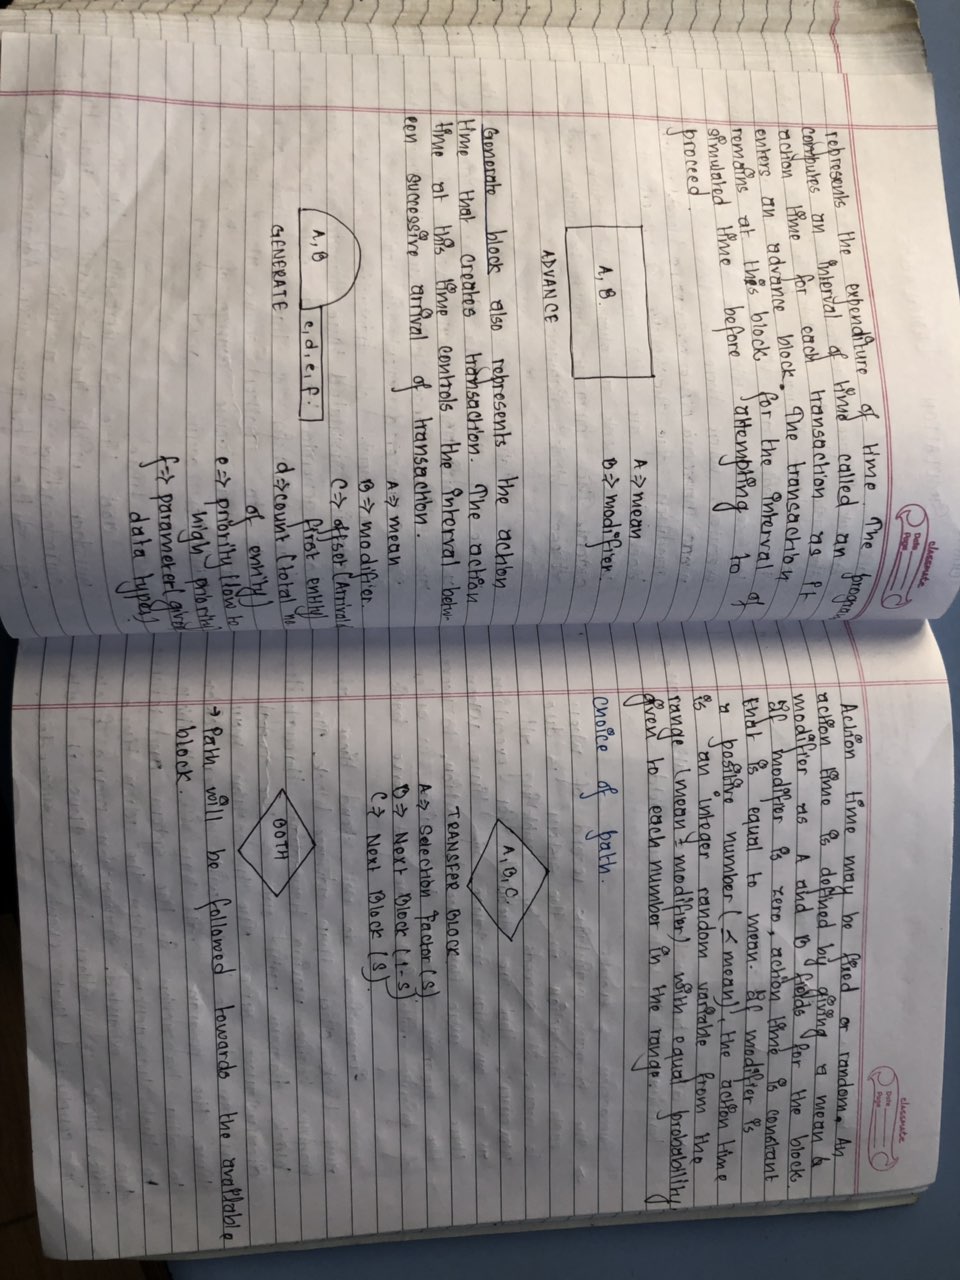 classmate
Date
Page
represents the expenditure of time. The progra
computes an interval of time called an
action time for each transaction as it
enters an advance block. The transaction
remains at this block for the interval of
simulated time before attempting to
proceed.
A, B.
ADVANCE
A => mean
B => modifier.
Generate block also represents the action
time that creates transaction. The action
time at this time controls the interval betw-
een successive arrival of transaction.
A, B
c, d, e, f.
GENERATE
A => mean
B => modifier
C => offset (Arrival of
first entity)
d => count (total no
of entity)
e => priority (low to
high priority)
f => parameter (give
data types)
classmate
Date
Page
Action time may be fixed or random. An
action time is defined by giving a mean &
modifier as A and B fields for the blocks.
If modifier is zero, action time is constant
that is equal to mean. If modifier is
a positive number (< mean), the action time
is an integer random variable from the
range (mean ± modifier) with equal probability
given to each number in the range.
choice of path.
A, B, C.
TRANSFER BLOCK
A => Selection Factor (S)
B => Next Block (1-S)
C => Next Block (S)
BOTH
→ Path will be followed towards the available
block.